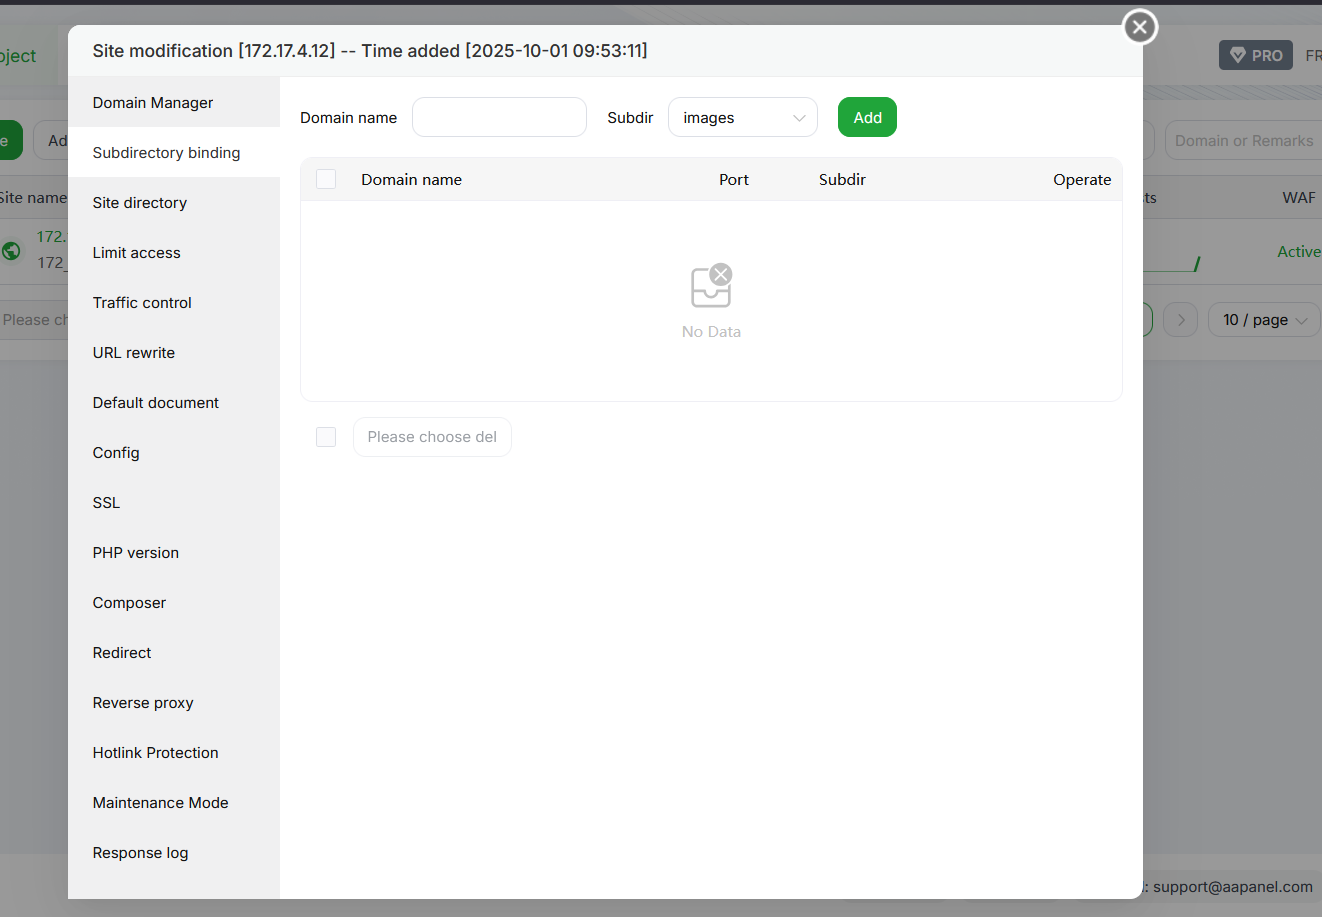 Site modification [172.17.4.12] -- Time added [2025-10-01 09:53:11]
oject
PRO
FR
Domain Manager
Subdirectory binding
Site directory
Limit access
Traffic control
URL rewrite
Default document
Config
SSL
PHP version
Composer
Redirect
Reverse proxy
Hotlink Protection
Maintenance Mode
Response log
Domain name
Subdir
images
Add
Domain name
Port
Subdir
Operate
No Data
Please choose del
e
Ad
Domain or Remarks
Site name
ts
WAF
172.
172_
Active
Please ch
10 / page
: support@aapanel.com